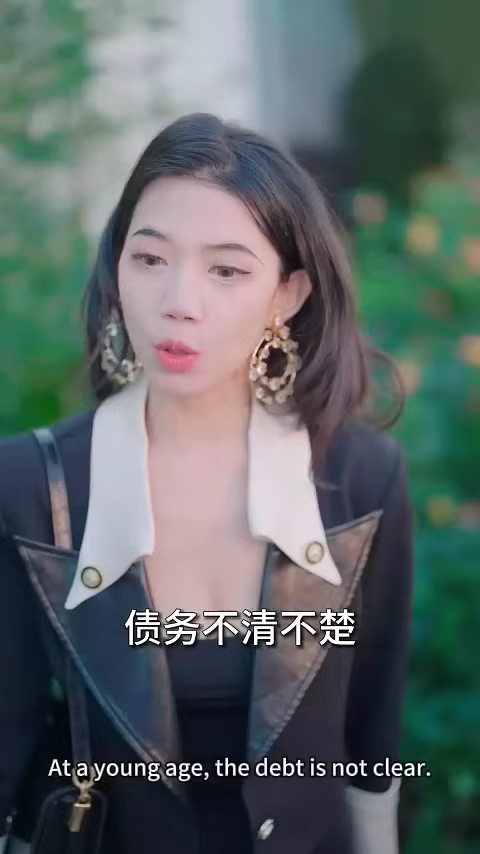 债务不清不楚
At a young age, the debt is not clear.